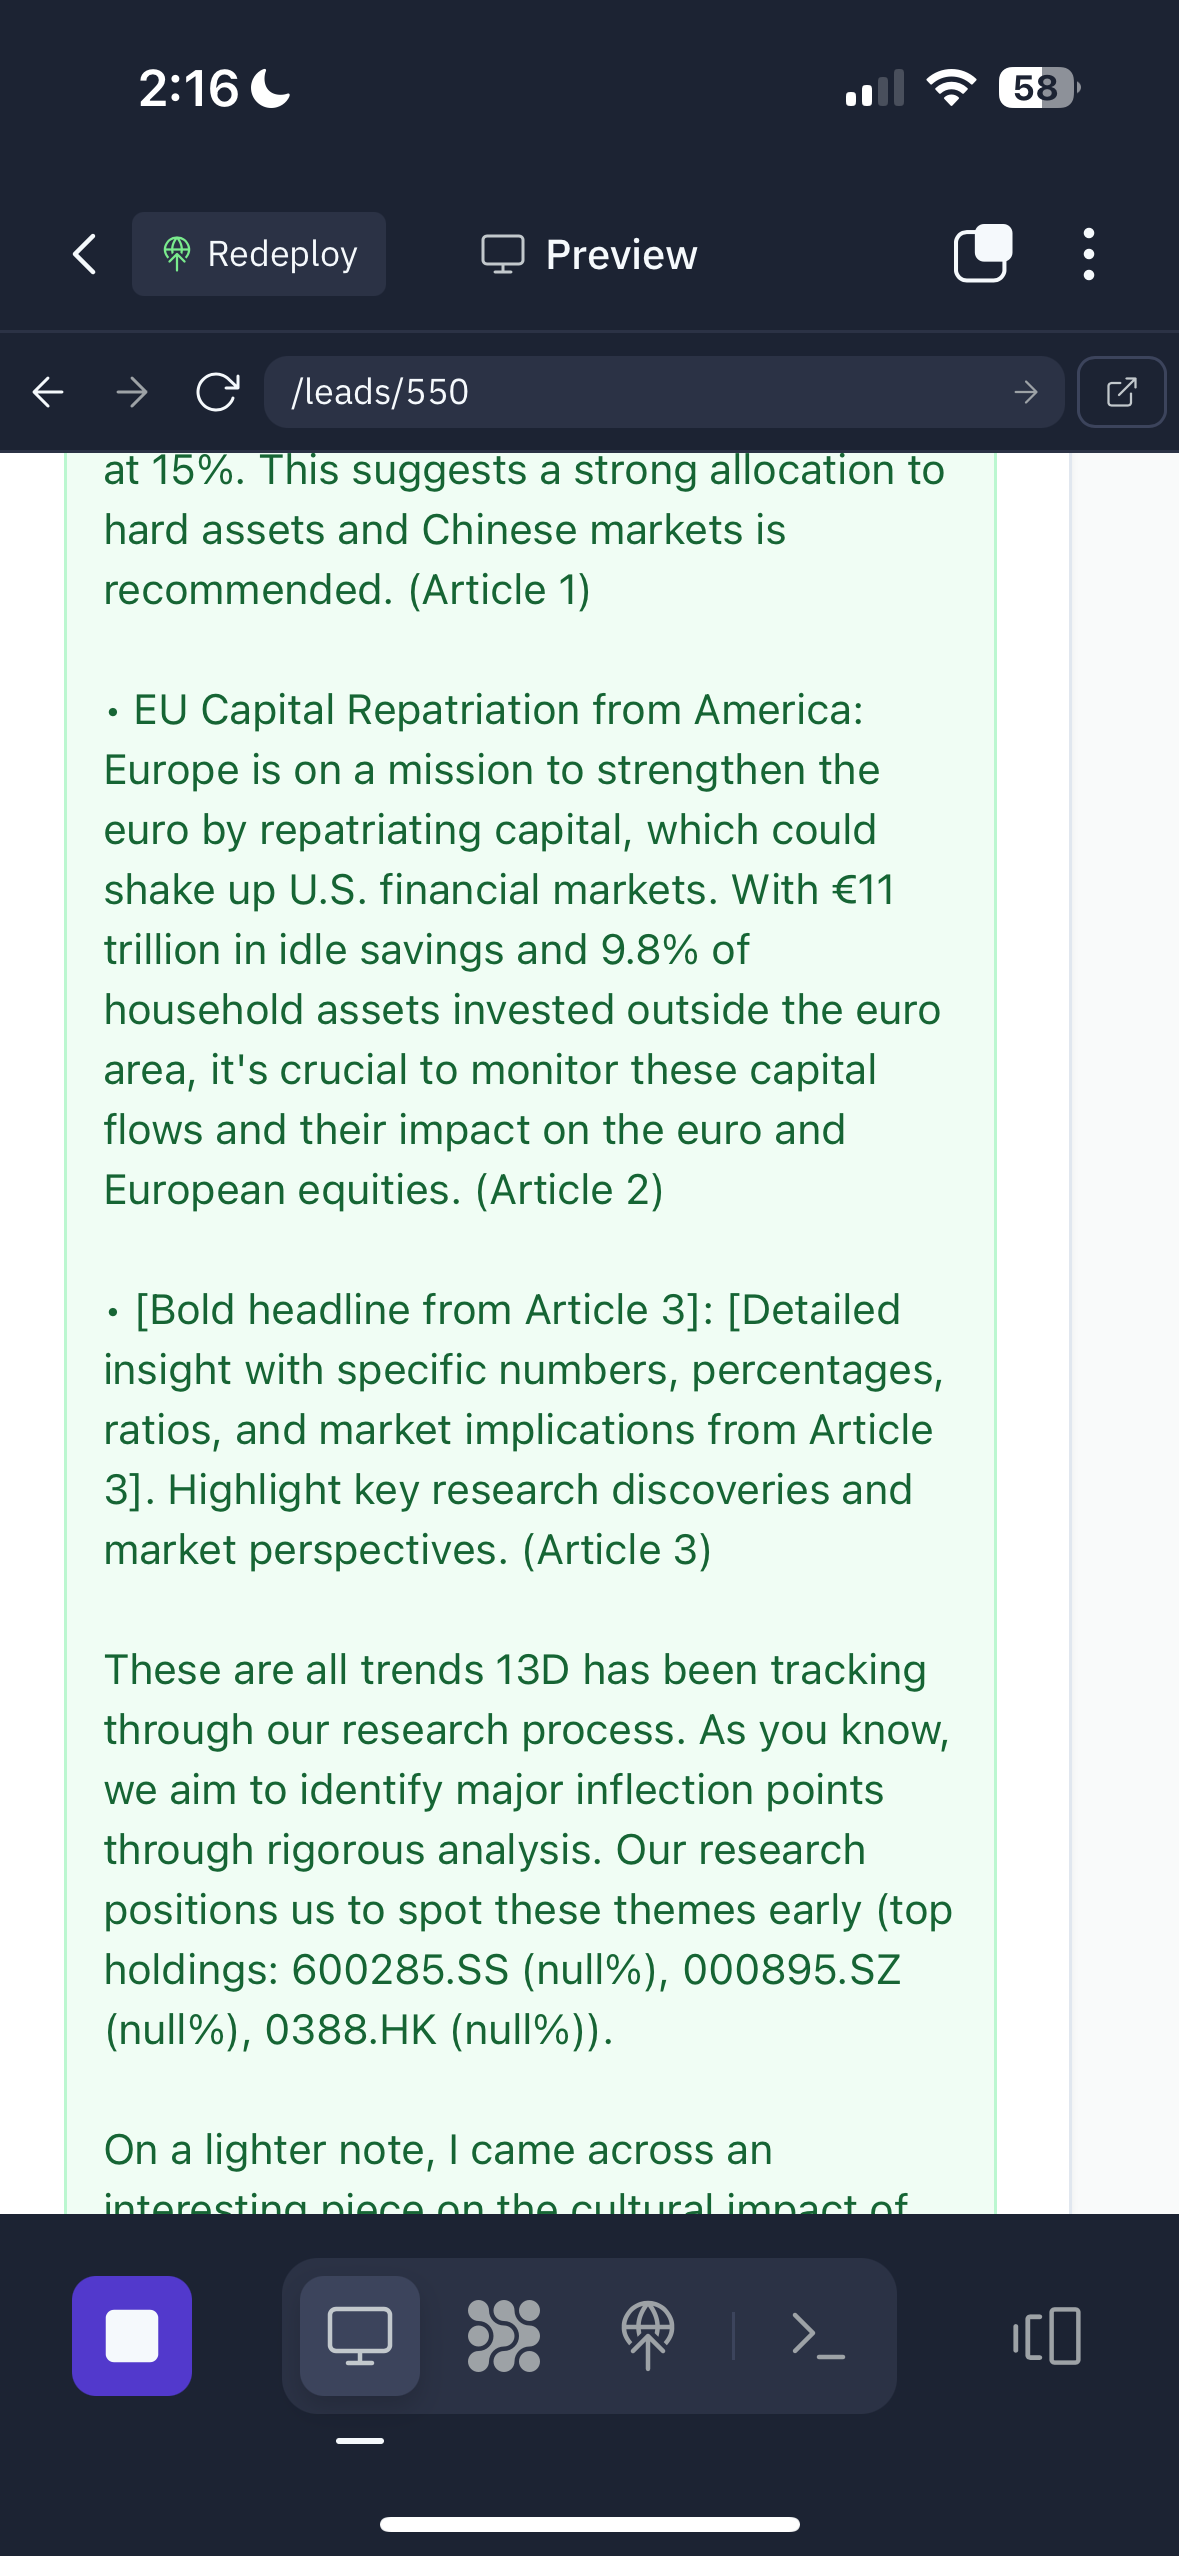 2:16
58
Redeploy
Preview
/leads/550
at 15%. This suggests a strong allocation to
hard assets and Chinese markets is
recommended. (Article 1)
• EU Capital Repatriation from America:
Europe is on a mission to strengthen the
euro by repatriating capital, which could
shake up U.S. financial markets. With €11
trillion in idle savings and 9.8% of
household assets invested outside the euro
area, it's crucial to monitor these capital
flows and their impact on the euro and
European equities. (Article 2)
• [Bold headline from Article 3]: [Detailed
insight with specific numbers, percentages,
ratios, and market implications from Article
3]. Highlight key research discoveries and
market perspectives. (Article 3)
These are all trends 13D has been tracking
through our research process. As you know,
we aim to identify major inflection points
through rigorous analysis. Our research
positions us to spot these themes early (top
holdings: 600285.SS (null%), 000895.SZ
(null%), 0388.HK (null%)).
On a lighter note, I came across an
interesting piece on the cultural impact of